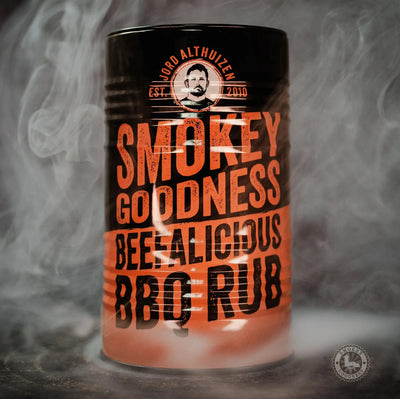 JORD ALTHUIZEN
EST. 2010
SMOKEY
GOODNESS
BEEFALICIOUS
BBQ RUB